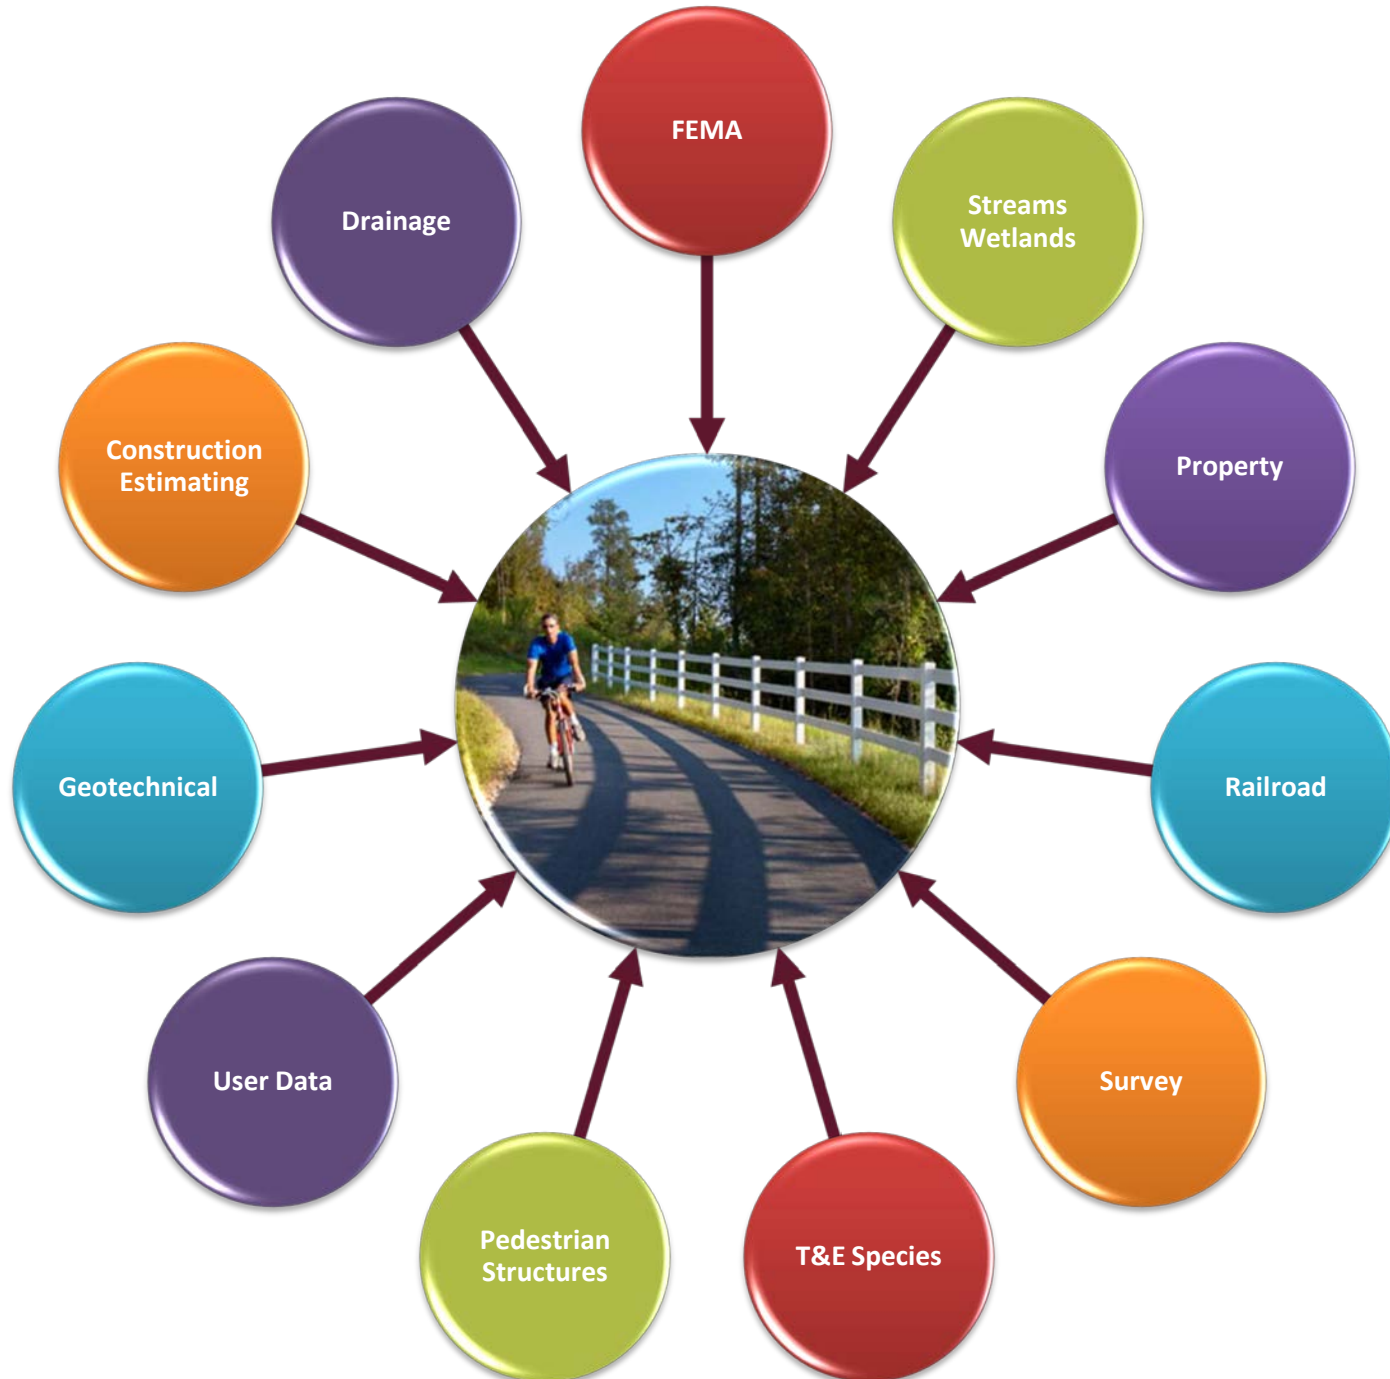 FEMA
Streams
Wetlands
Property
Railroad
Survey
T&E Species
Pedestrian
Structures
User Data
Geotechnical
Construction
Estimating
Drainage